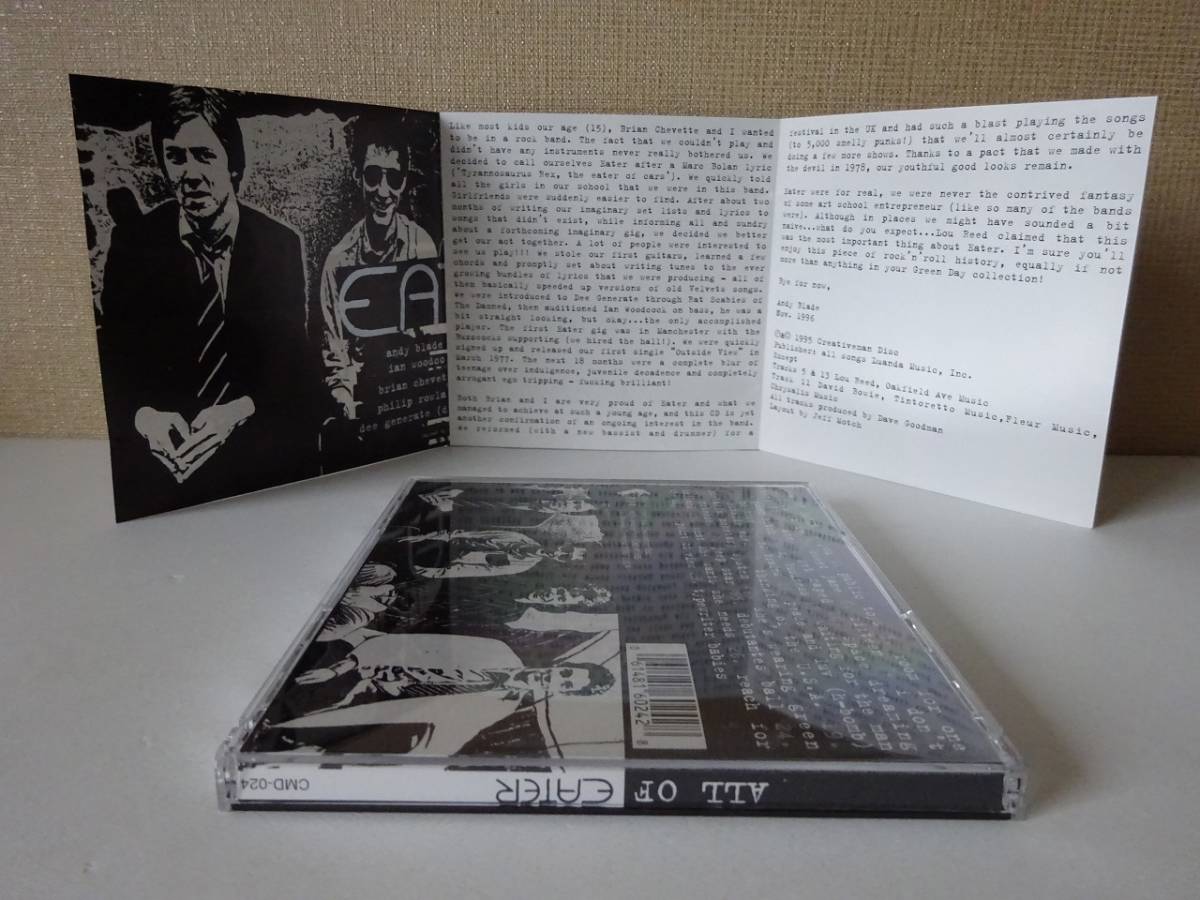 EA
andy blade
ian woodco
brian chevet
philip rowla
dee generate (d
Like most kids our age (15), Brian Chevette and I wanted
to be in a rock band. The fact that we couldn't play and
didn't have any instruments never really bothered us. We
decided to call ourselves Eater after a Marc Bolan lyric
('Tyrannosaurus Rex, the eater of cars'). We quickly told
all the girls in our school that we were in this band.
Girlfriends were suddenly easier to find. After about two
months of writing our imaginary set lists and lyrics to
songs that didn't exist, while informing all and sundry
about a forthcoming imaginary gig, we decided we better
get our act together. A lot of people were interested to
see us play!!! We stole our first guitars, learned a few
chords and promptly set about writing tunes to the ever
growing bundles of lyrics that we were producing - all of
them basically speeded up versions of old Velvets songs.
We were introduced to Dee Generate through Rat Scabies of
The Damned, then auditioned Ian Woodcock on bass, he was a
bit straight looking, but okay...the only accomplished
player. The first Eater gig was in Manchester with the
Buzzcocks supporting (we hired the hall!). We were quickly
signed up and released our first single "Outside View" in
March 1977. The next 18 months were a complete blur of
teenage over indulgence, juvenile decadence and completely
arrogant ego tripping - fucking brilliant!
Both Brian and I are very proud of Eater and what we
managed to achieve at such a young age, and this CD is yet
another confirmation of an ongoing interest in the band.
We reformed (with a new bassist and drummer) for a
festival in the UK and had such a blast playing the songs
(to 5,000 smelly punks!) that we'll almost certainly be
doing a few more shows. Thanks to a pact that we made with
the devil in 1978, our youthful good looks remain.
Eater were for real, we were never the contrived fantasy
of some art school entrepreneur (like so many of the bands
were). Although in places we might have sounded a bit
naive...what do you expect...Lou Reed claimed that this
was the most important thing about Eater. I'm sure you'll
enjoy this piece of rock'n'roll history, equally if not
more than anything in your Green Day collection!
Bye for now,
Andy Blade
Nov. 1996
℗© 1995 Creativeman Disc
Publishers all songs Luanda Music, Inc.
Except
Tracks 5 & 13 Lou Reed, Oakfield Ave Music
Track 11 David Bowie, Tintoretto Music,Fleur Music,
Chrysalis Music
All tracks produced by Dave Goodman
Layout by Jeff Motch
0 61481 60242 8
ALL OF EATER
CMD-024